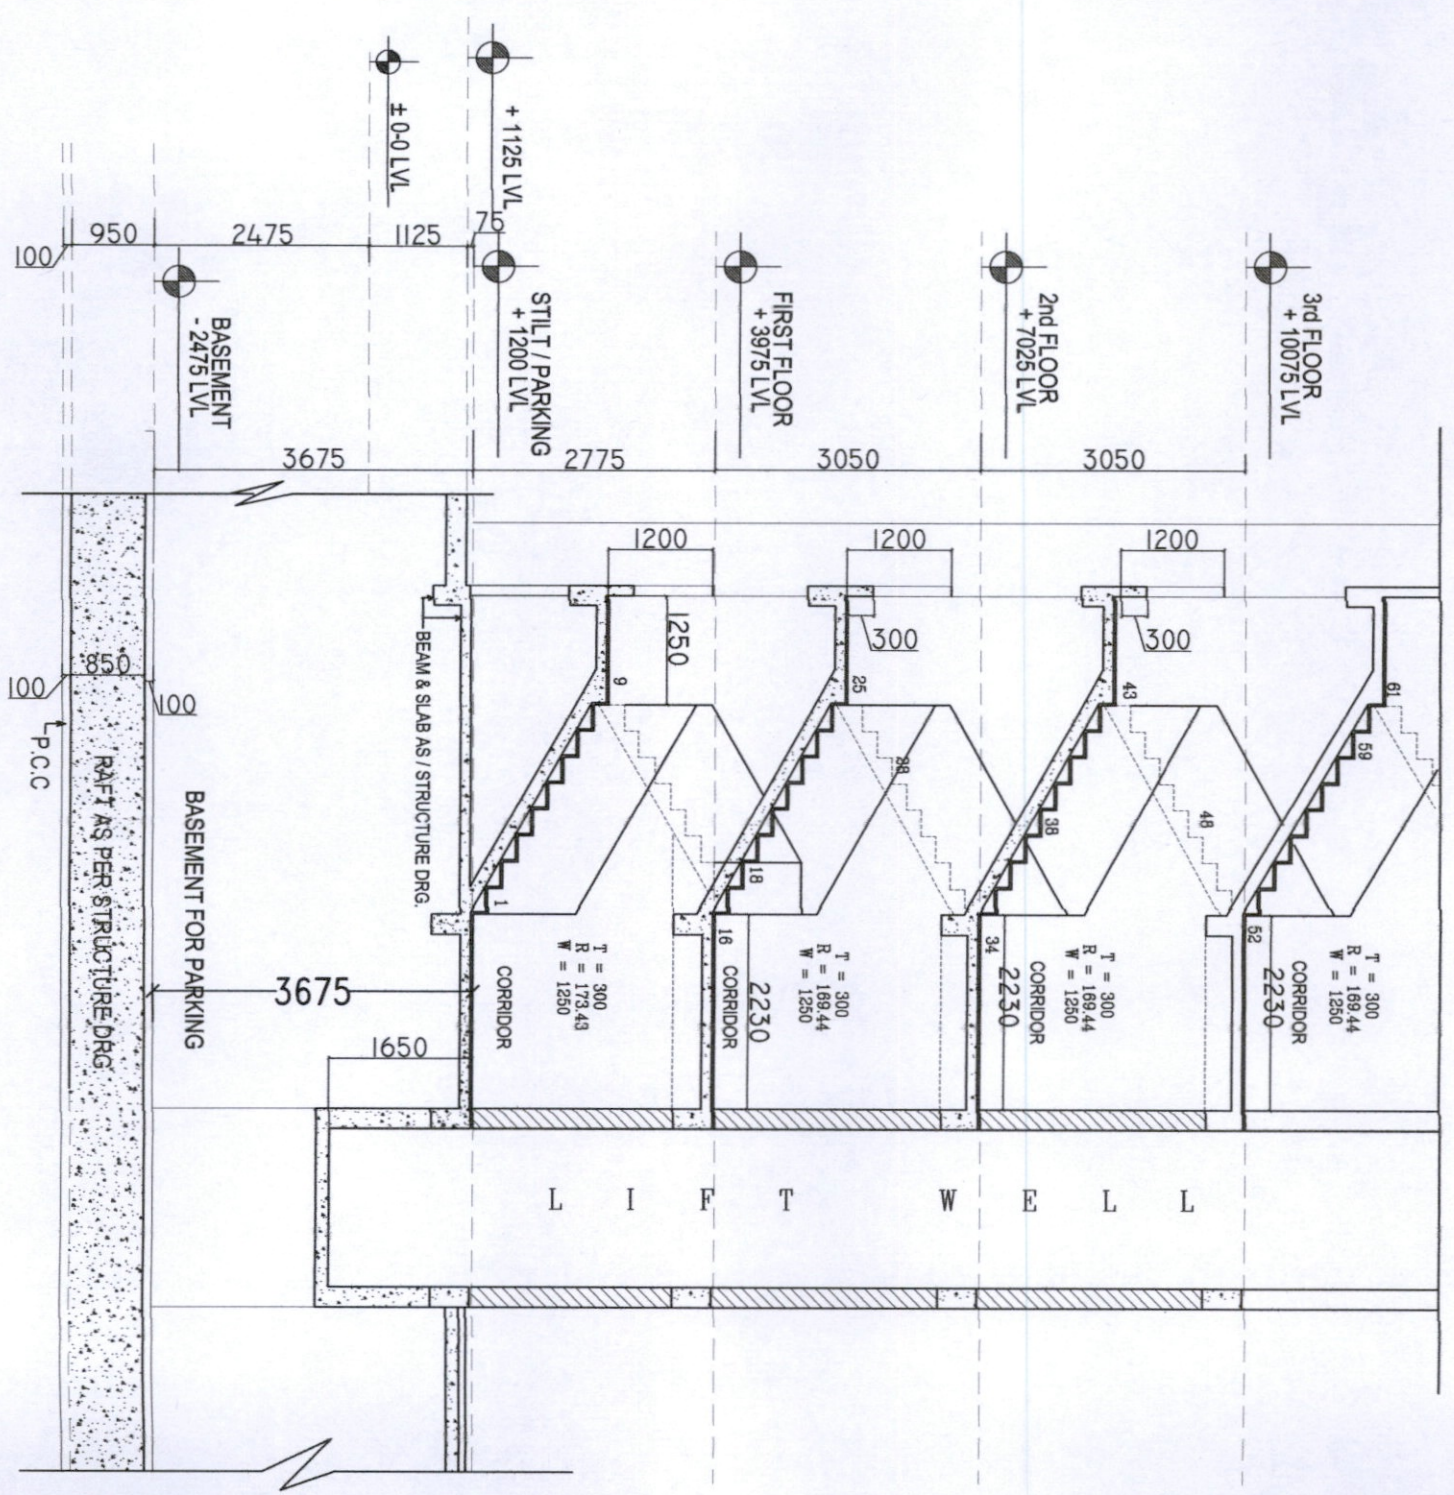 ± 0-0 LVL
+ 1125 LVL
100
950
2475
1125
75
BASEMENT
- 2475 LVL
STILT / PARKING
+ 1200 LVL
FIRST FLOOR
+ 3975 LVL
2nd FLOOR
+ 7025 LVL
3rd FLOOR
+ 10075 LVL
3675
2775
3050
3050
1200
1200
1200
1250
300
300
BEAM & SLAB AS / STRUCTURE DRG.
850
100
100
P.C.C
RAFT AS PER STRUCTURE DRG
BASEMENT FOR PARKING
3675
1650
9
25
43
61
59
28
38
48
18
1
16
34
52
T = 300
R = 173.43
W = 1250
T = 300
R = 169.44
W = 1250
T = 300
R = 169.44
W = 1250
T = 300
R = 169.44
W = 1250
CORRIDOR
CORRIDOR
2230
CORRIDOR
2230
CORRIDOR
2230
L I F T W E L L